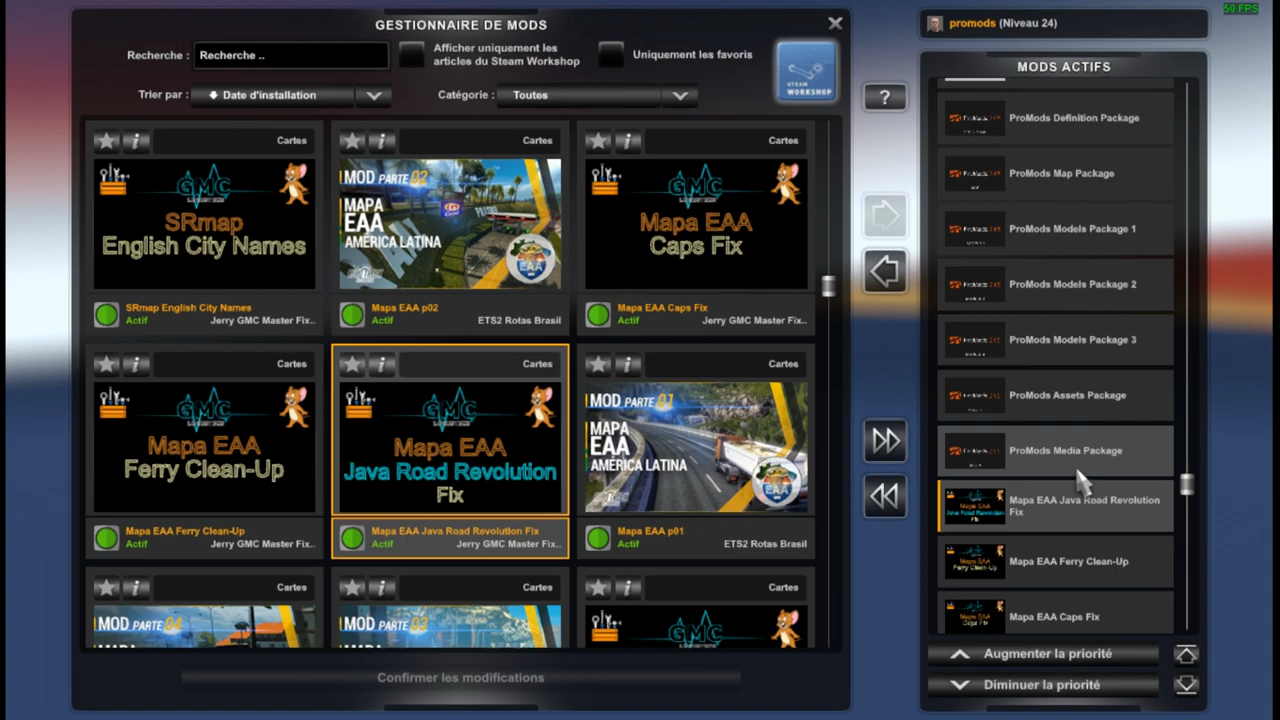 50 FPS
GESTIONNAIRE DE MODS
Recherche : Recherche ..
Afficher uniquement les
articles du Steam Workshop
Uniquement les favoris
STEAM
WORKSHOP
Trier par : Date d'installation
Catégorie : Toutes
Cartes
GMC
SRmap
English City Names
SRmap English City Names
Actif Jerry GMC Master Fix..
Cartes
MOD PARTE 02
MAPA
EAA
AMÉRICA LATINA
EAA
Mapa EAA p02
Actif ETS2 Rotas Brasil
Cartes
GMC
Mapa EAA
Caps Fix
Mapa EAA Caps Fix
Actif Jerry GMC Master Fix..
Cartes
GMC
Mapa EAA
Ferry Clean-Up
Mapa EAA Ferry Clean-Up
Actif Jerry GMC Master Fix..
Cartes
GMC
Mapa EAA
Java Road Revolution
Fix
Mapa EAA Java Road Revolution Fix
Actif Jerry GMC Master Fix..
Cartes
MOD PARTE 01
MAPA
EAA
AMÉRICA LATINA
EAA
Mapa EAA p01
Actif ETS2 Rotas Brasil
Cartes
MOD PARTE 04
Cartes
MOD PARTE 03
Cartes
GMC
Confirmer les modifications
?
promods (Niveau 24)
MODS ACTIFS
ProMods Definition Package
ProMods Map Package
ProMods Models Package 1
ProMods Models Package 2
ProMods Models Package 3
ProMods Assets Package
ProMods Media Package
Mapa EAA Java Road Revolution
Fix
Mapa EAA Ferry Clean-Up
Mapa EAA Caps Fix
Augmenter la priorité
Diminuer la priorité